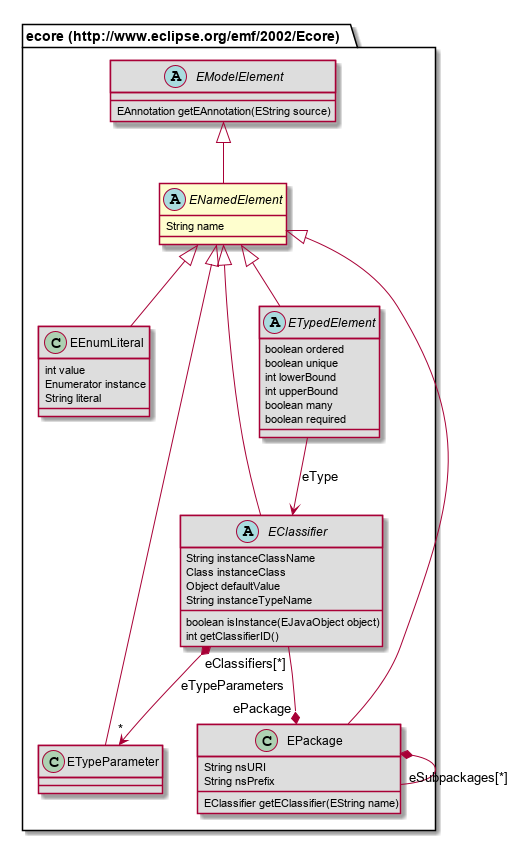 ecore (http://www.eclipse.org/emf/2002/Ecore)
A EModelElement
EAnnotation getEAnnotation(EString source)
A ENamedElement
String name
C EEnumLiteral
int value
Enumerator instance
String literal
A ETypedElement
boolean ordered
boolean unique
int lowerBound
int upperBound
boolean many
boolean required
eType
A EClassifier
String instanceClassName
Class instanceClass
Object defaultValue
String instanceTypeName
boolean isInstance(EJavaObject object)
int getClassifierID()
eClassifiers[*]
eTypeParameters
ePackage
*
C ETypeParameter
C EPackage
String nsURI
String nsPrefix
EClassifier getEClassifier(EString name)
eSubpackages[*]